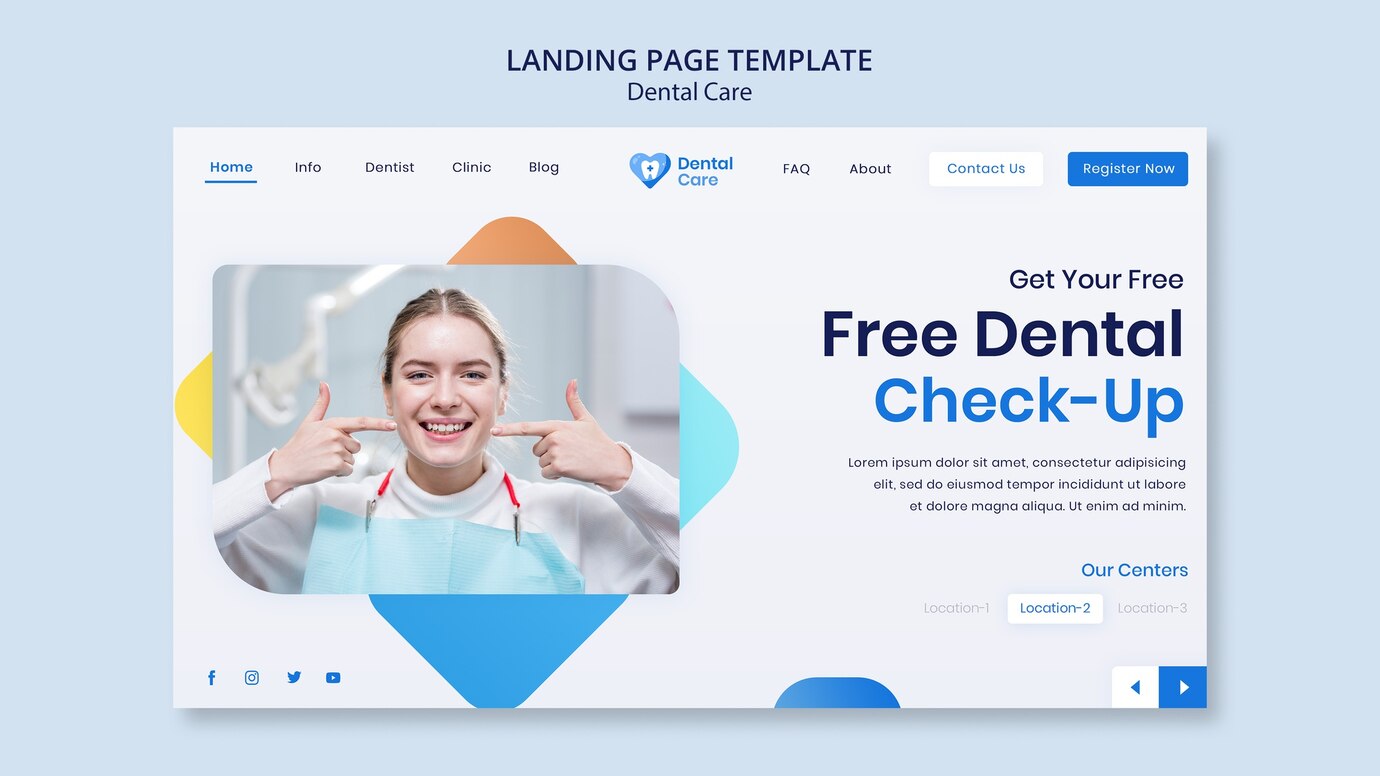 LANDING PAGE TEMPLATE
Dental Care
Home Info Dentist Clinic Blog Dental Care FAQ About Contact Us Register Now
Get Your Free
Free Dental
Check-Up
Lorem ipsum dolor sit amet, consectetur adipisicing
elit, sed do eiusmod tempor incididunt ut labore
et dolore magna aliqua. Ut enim ad minim.
Our Centers
Location-1 Location-2 Location-3